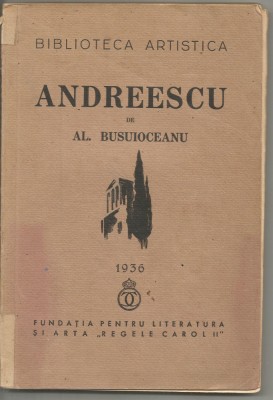 BIBLIOTECA ARTISTICA
ANDREESCU
DE
AL. BUSUIOCEANU
1936
FUNDAȚIA PENTRU LITERATURA
ȘI ARTA „REGELE CAROL II"